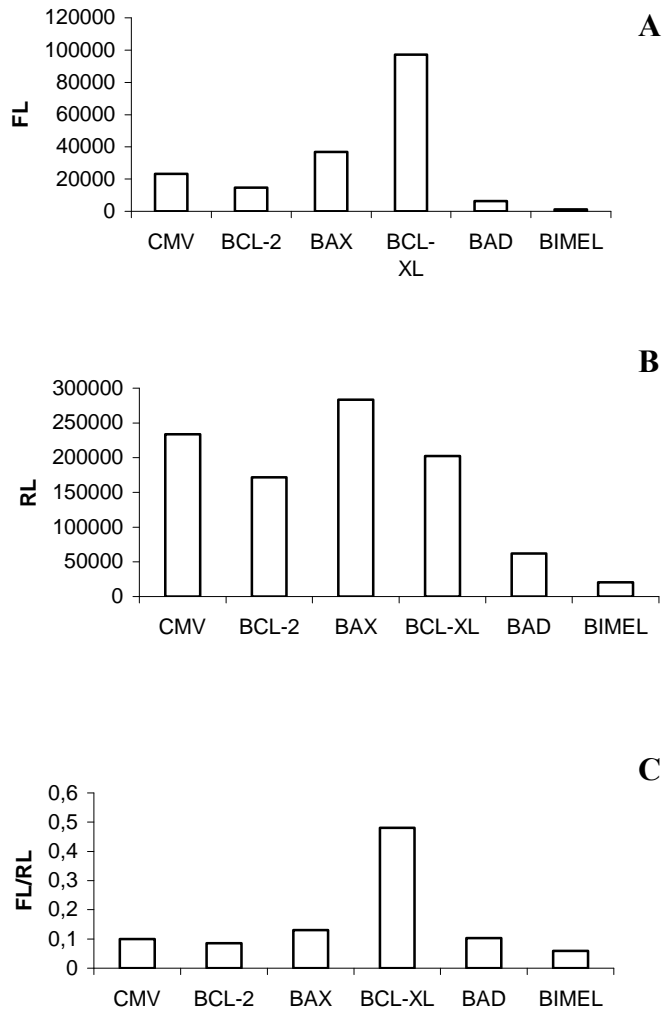 A
120000
100000
80000
60000
40000
20000
0
FL
CMV BCL-2 BAX BCL- BAD BIMEL
XL
B
300000
250000
200000
150000
100000
50000
0
RL
CMV BCL-2 BAX BCL-XL BAD BIMEL
C
0,6
0,5
0,4
0,3
0,2
0,1
0
FL/RL
CMV BCL-2 BAX BCL-XL BAD BIMEL